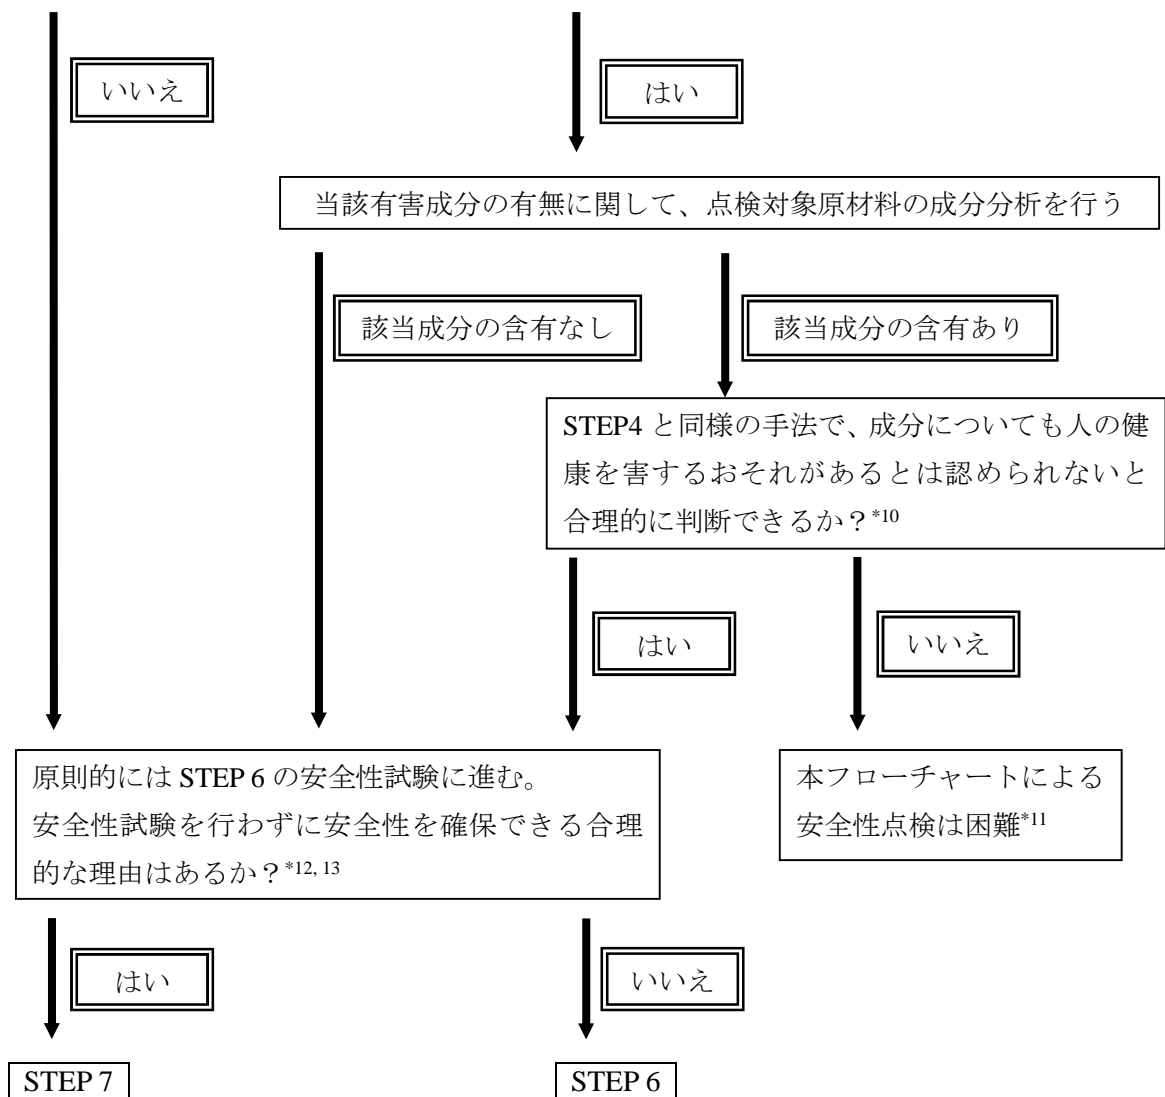 いいえ
はい
当該有害成分の有無に関して、点検対象原材料の成分分析を行う
該当成分の含有なし
該当成分の含有あり
STEP4 と同様の手法で、成分についても人の健
康を害するおそれがあるとは認められないと
合理的に判断できるか？*10
はい
いいえ
原則的には STEP 6 の安全性試験に進む。
安全性試験を行わずに安全性を確保できる合理
的な理由はあるか？*12, 13
本フローチャートによる
安全性点検は困難*11
はい
いいえ
STEP 7
STEP 6